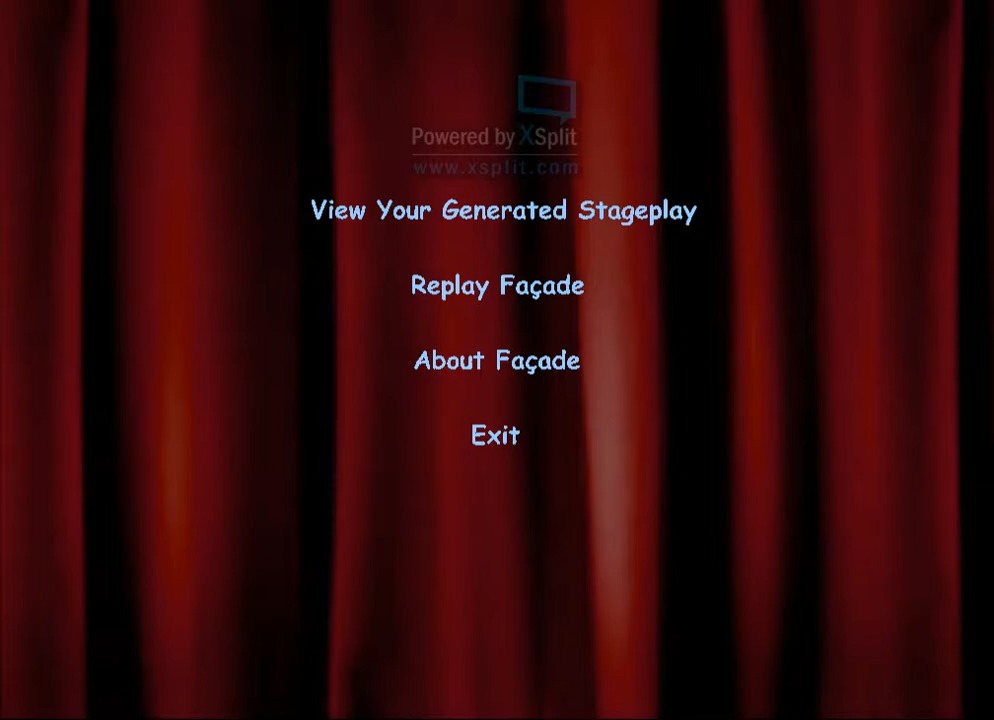 Powered by XSplit
www.xsplit.com
View Your Generated Stageplay
Replay Façade
About Façade
Exit